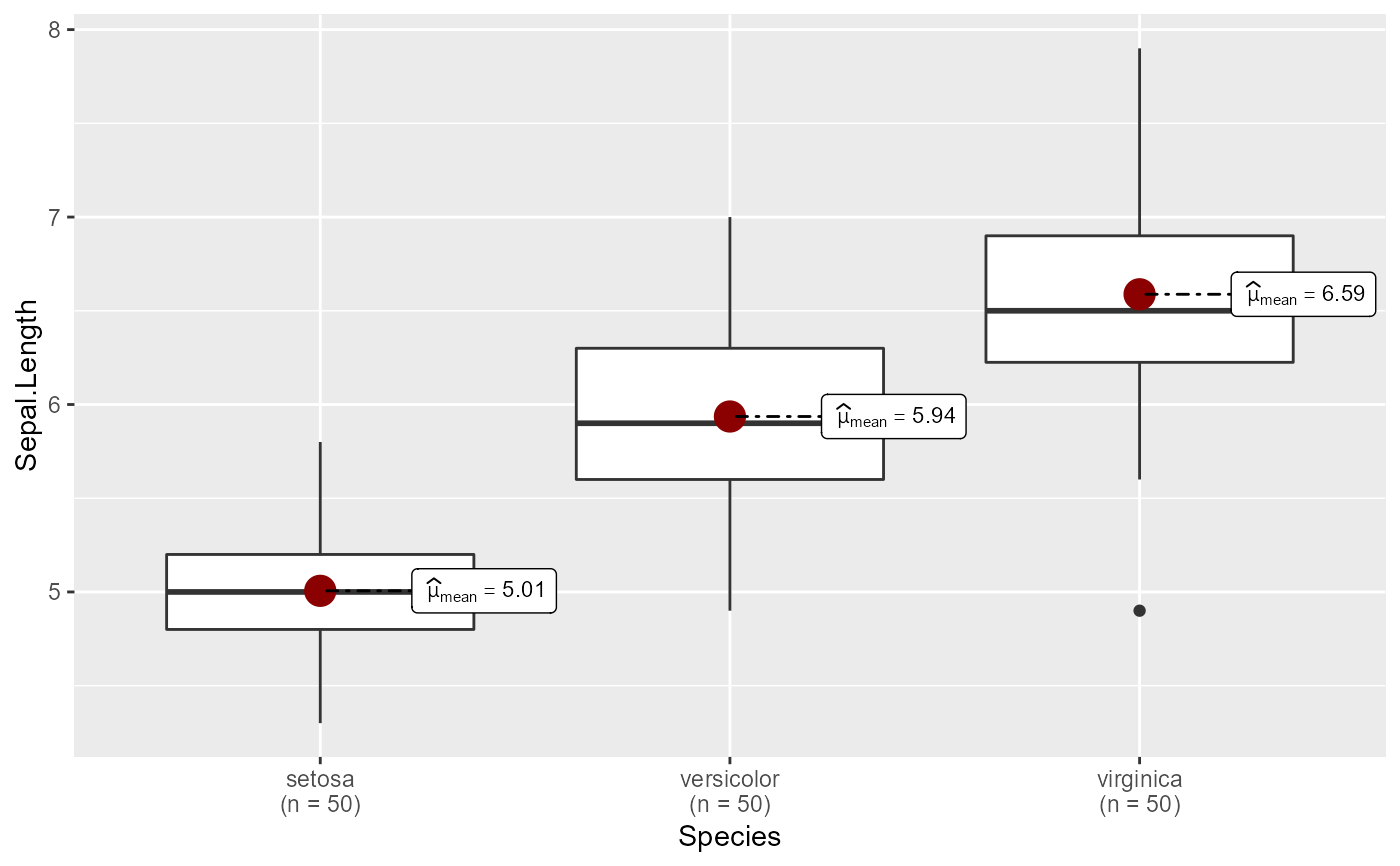 8
7
6
5
Sepal.Length
μ̂mean = 6.59
μ̂mean = 5.94
μ̂mean = 5.01
setosa
(n = 50)
versicolor
(n = 50)
virginica
(n = 50)
Species